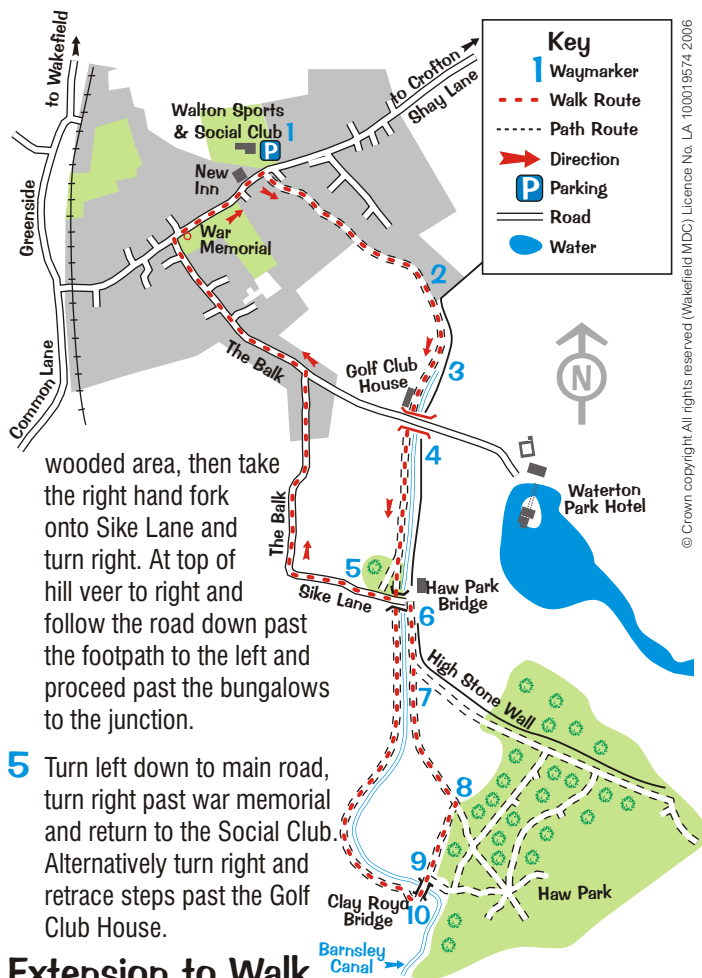 to Wakefield
to Crofton
Shay Lane
Walton Sports
& Social Club
1
P
New
Inn
War
Memorial
Greenside
Common Lane
The Balk
2
Golf Club
House
3
4
Key
1 Waymarker
Walk Route
Path Route
Direction
P Parking
Road
Water
N
© Crown copyright All rights reserved (Wakefield MDC) Licence No. LA 100019574 2006
Waterton
Park Hotel
wooded area, then take
the right hand fork
onto Sike Lane and
turn right. At top of
hill veer to right and
follow the road down past
the footpath to the left and
proceed past the bungalows
to the junction.
The Balk
5
Sike Lane
Haw Park
Bridge
6
7
High Stone Wall
8
5 Turn left down to main road,
turn right past war memorial
and return to the Social Club.
Alternatively turn right and
retrace steps past the Golf
Club House.
9
Clay Royd
Bridge
10
Haw Park
Barnsley
Canal
Extension to Walk